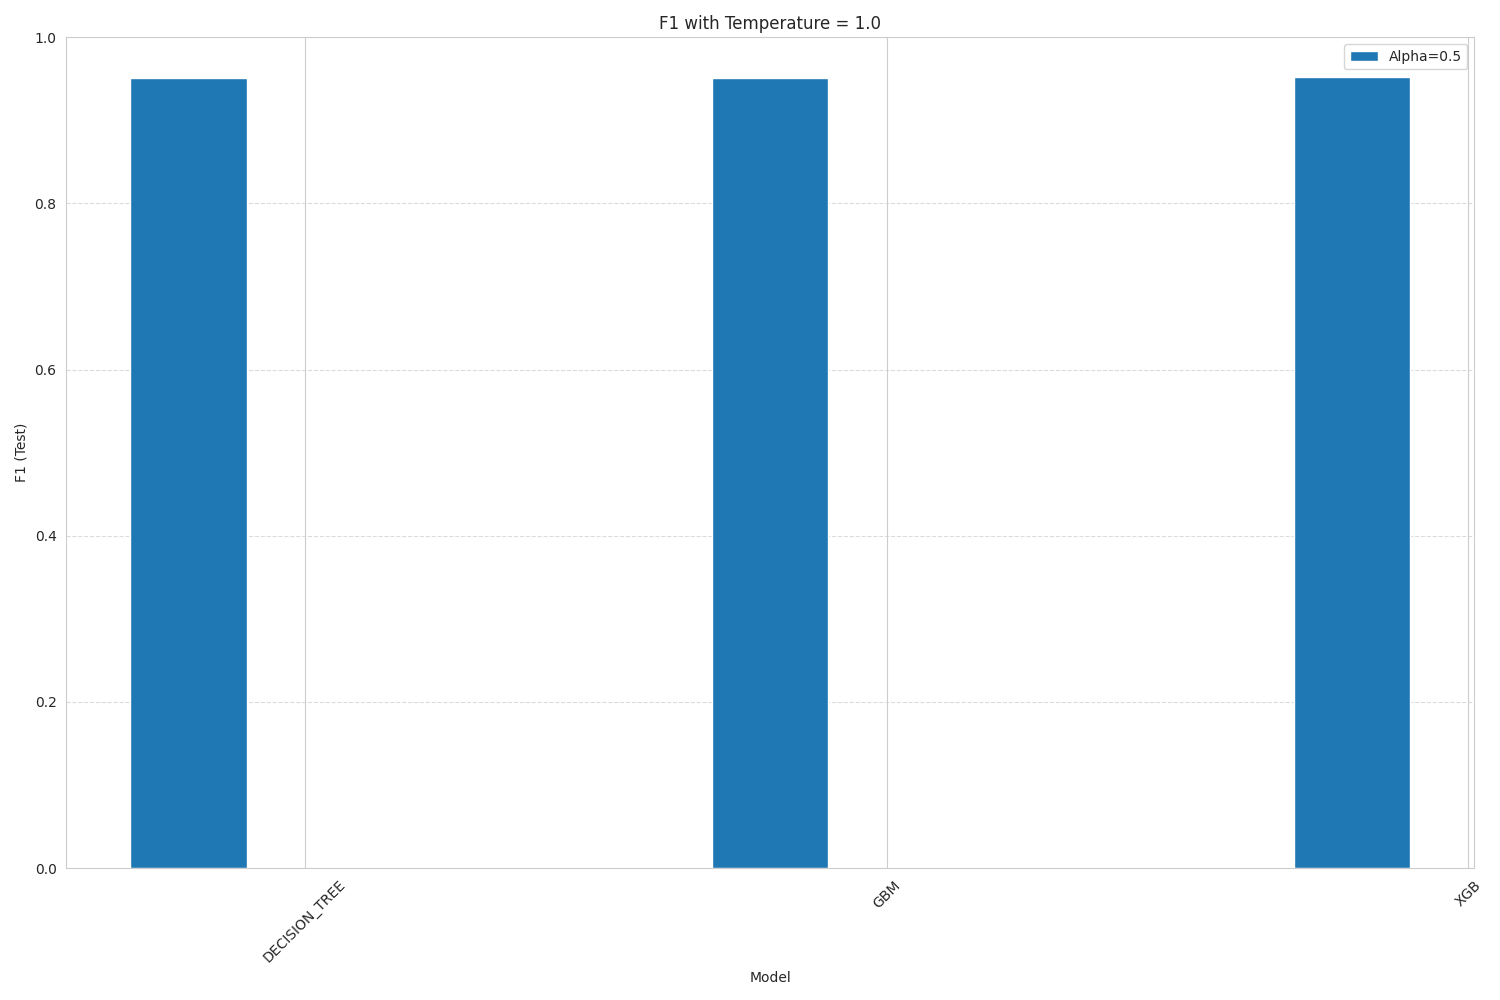 F1 with Temperature = 1.0
Alpha=0.5
1.0
0.8
0.6
0.4
0.2
0.0
F1 (Test)
DECISION_TREE
GBM
XGB
Model